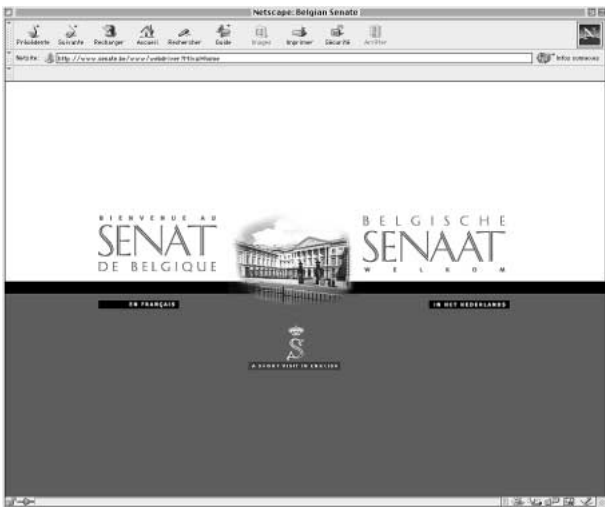 Netscape: Belgian Senate
Précédente Suivante Recharger Accueil Rechercher Guide Images Imprimer Sécurité Arrêter
Infos connexes
BIENVENUE AU
SENAT
DE BELGIQUE
BELGISCHE
SENAAT
WELKOM
EN FRANÇAIS
IN HET NEDERLANDS
S
VISIT IN ENGLISH